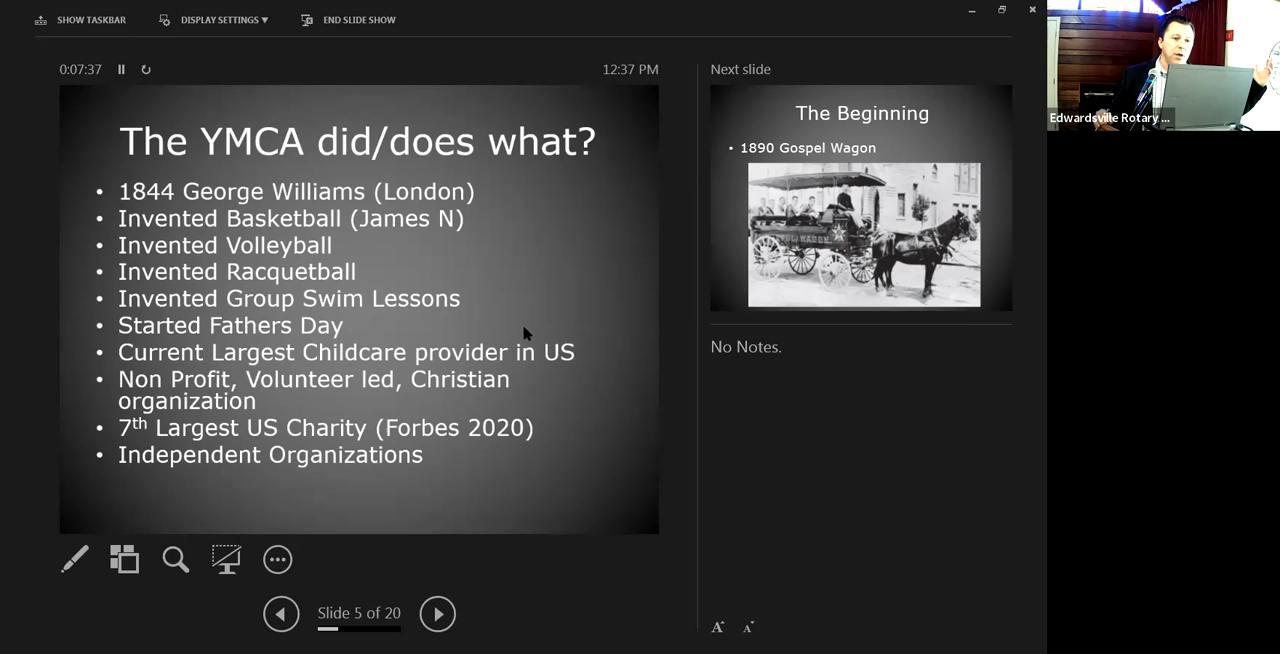 SHOW TASKBAR
DISPLAY SETTINGS ▼
END SLIDE SHOW
0:07:37
12:37 PM
The YMCA did/does what?
• 1844 George Williams (London)
• Invented Basketball (James N)
• Invented Volleyball
• Invented Racquetball
• Invented Group Swim Lessons
• Started Fathers Day
• Current Largest Childcare provider in US
• Non Profit, Volunteer led, Christian
organization
• 7th Largest US Charity (Forbes 2020)
• Independent Organizations
Slide 5 of 20
Next slide
The Beginning
• 1890 Gospel Wagon
No Notes.
A A
Edwardsville Rotary ...